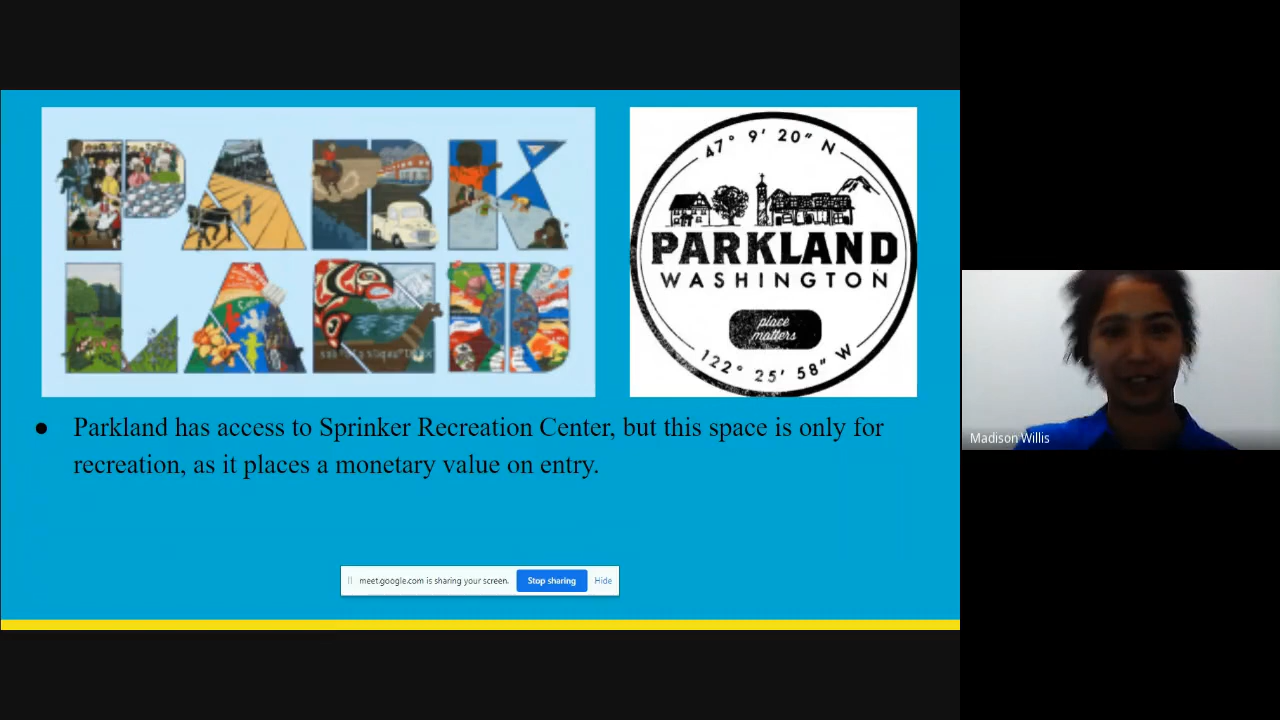 PARK
LAND
47° 9' 20" N
PARKLAND
WASHINGTON
place
matters
122° 25' 58" W
● Parkland has access to Sprinker Recreation Center, but this space is only for
recreation, as it places a monetary value on entry.
meet.google.com is sharing your screen.
Stop sharing
Hide
Madison Willis